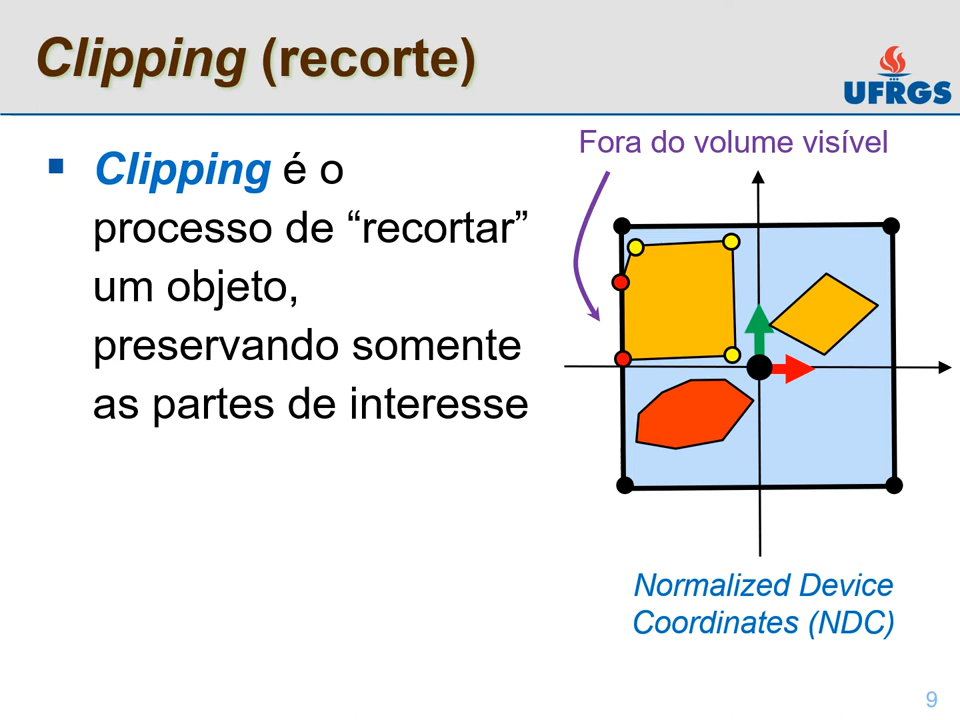 Clipping (recorte)
UFRGS
Clipping é o
processo de “recortar”
um objeto,
preservando somente
as partes de interesse
Fora do volume visível
Normalized Device
Coordinates (NDC)
9